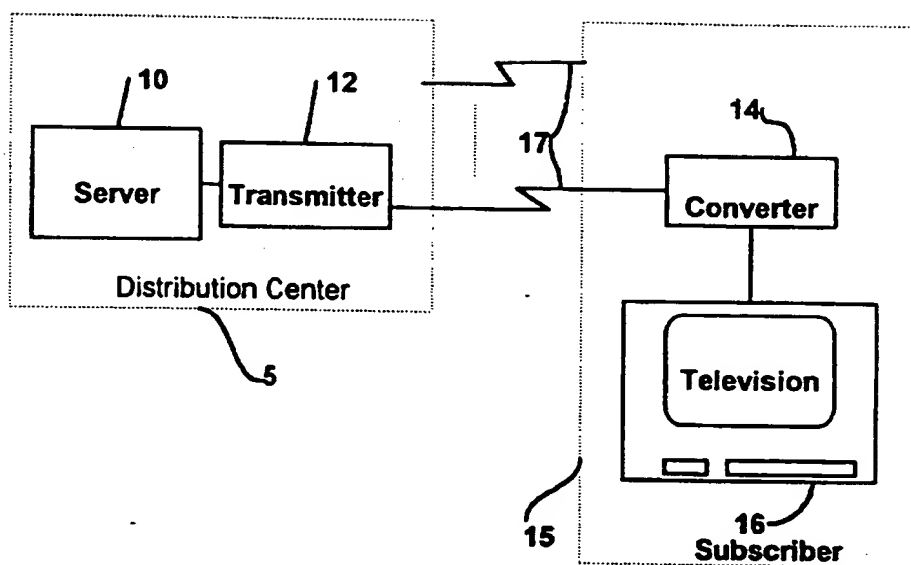 10
12
Server
Transmitter
Distribution Center
5
17
14
Converter
Television
15
16
Subscriber